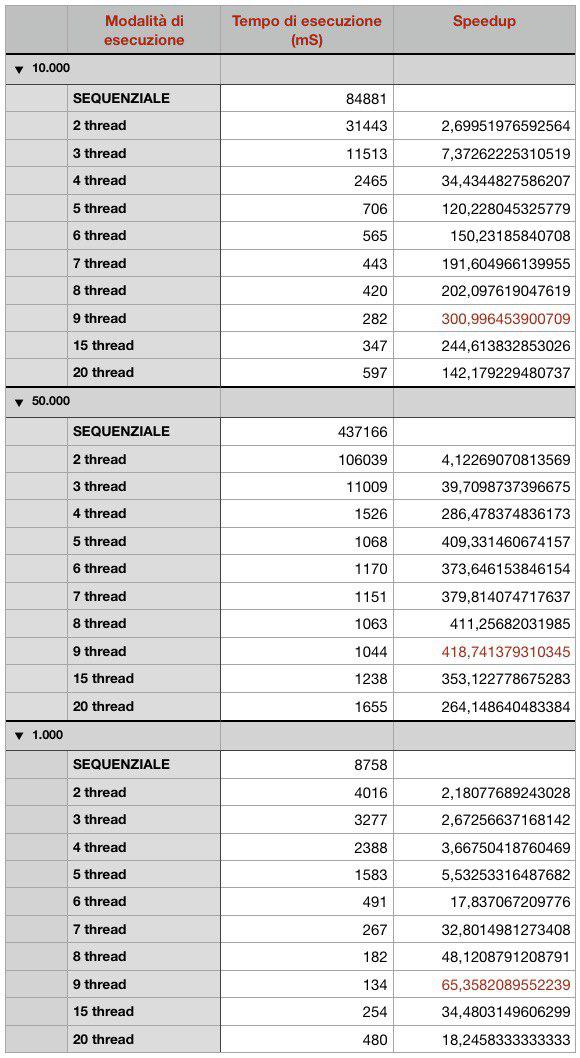 Modalità di esecuzione Tempo di esecuzione (mS) Speedup
▼ 10.000
SEQUENZIALE 84881
2 thread 31443 2,69951976592564
3 thread 11513 7,37262225310519
4 thread 2465 34,4344827586207
5 thread 706 120,228045325779
6 thread 565 150,23185840708
7 thread 443 191,604966139955
8 thread 420 202,097619047619
9 thread 282 300,996453900709
15 thread 347 244,613832853026
20 thread 597 142,179229480737
▼ 50.000
SEQUENZIALE 437166
2 thread 106039 4,12269070813569
3 thread 11009 39,7098737396675
4 thread 1526 286,478374836173
5 thread 1068 409,331460674157
6 thread 1170 373,646153846154
7 thread 1151 379,814074717637
8 thread 1063 411,25682031985
9 thread 1044 418,741379310345
15 thread 1238 353,122778675283
20 thread 1655 264,148640483384
▼ 1.000
SEQUENZIALE 8758
2 thread 4016 2,18077689243028
3 thread 3277 2,67256637168142
4 thread 2388 3,66750418760469
5 thread 1583 5,53253316487682
6 thread 491 17,837067209776
7 thread 267 32,8014981273408
8 thread 182 48,1208791208791
9 thread 134 65,3582089552239
15 thread 254 34,4803149606299
20 thread 480 18,2458333333333